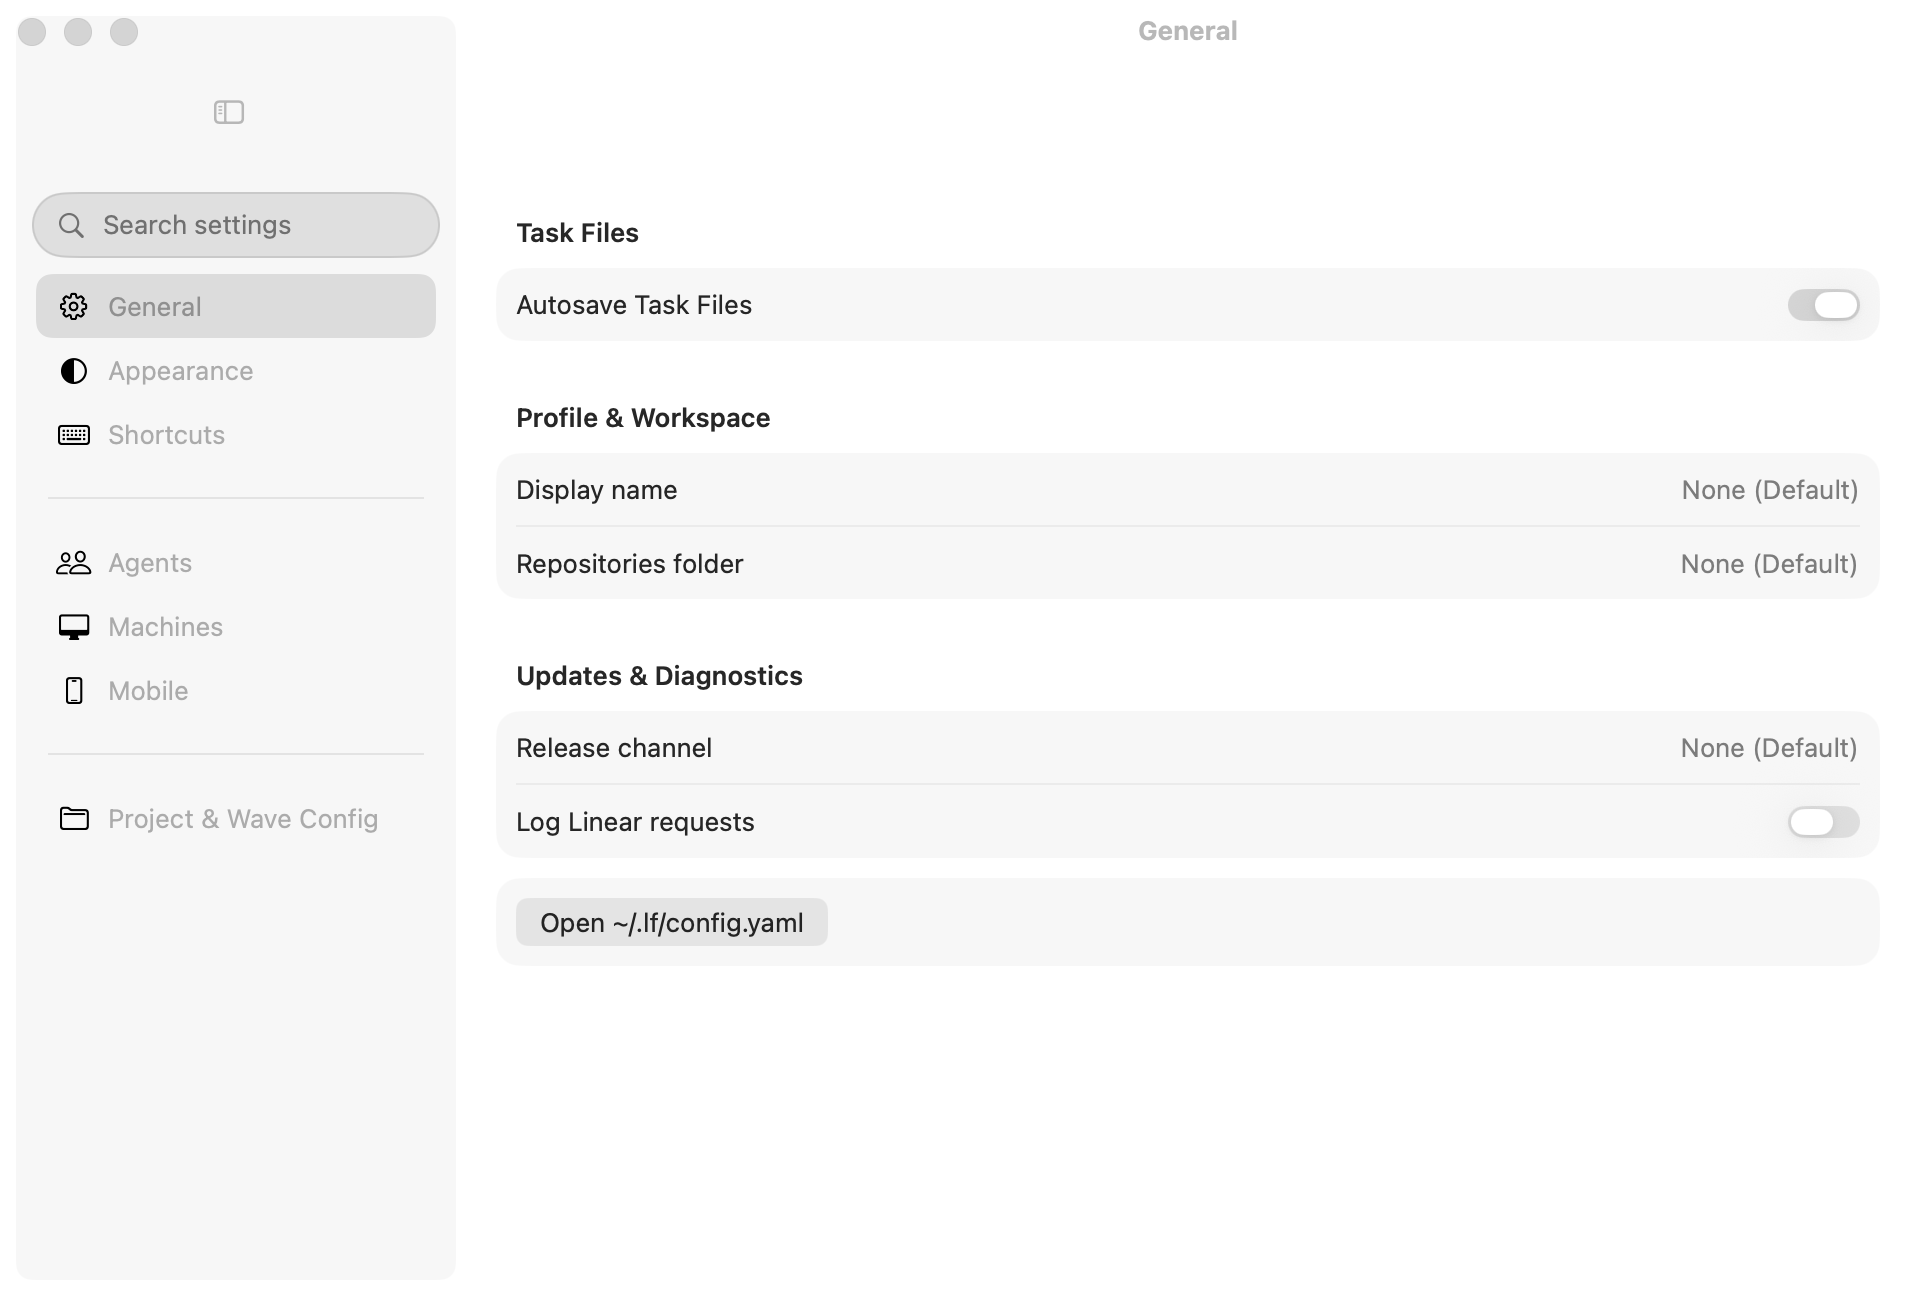 General
Search settings
General
Appearance
Shortcuts
Agents
Machines
Mobile
Project & Wave Config
Task Files
Autosave Task Files
Profile & Workspace
Display name None (Default)
Repositories folder None (Default)
Updates & Diagnostics
Release channel None (Default)
Log Linear requests
Open ~/.lf/config.yaml